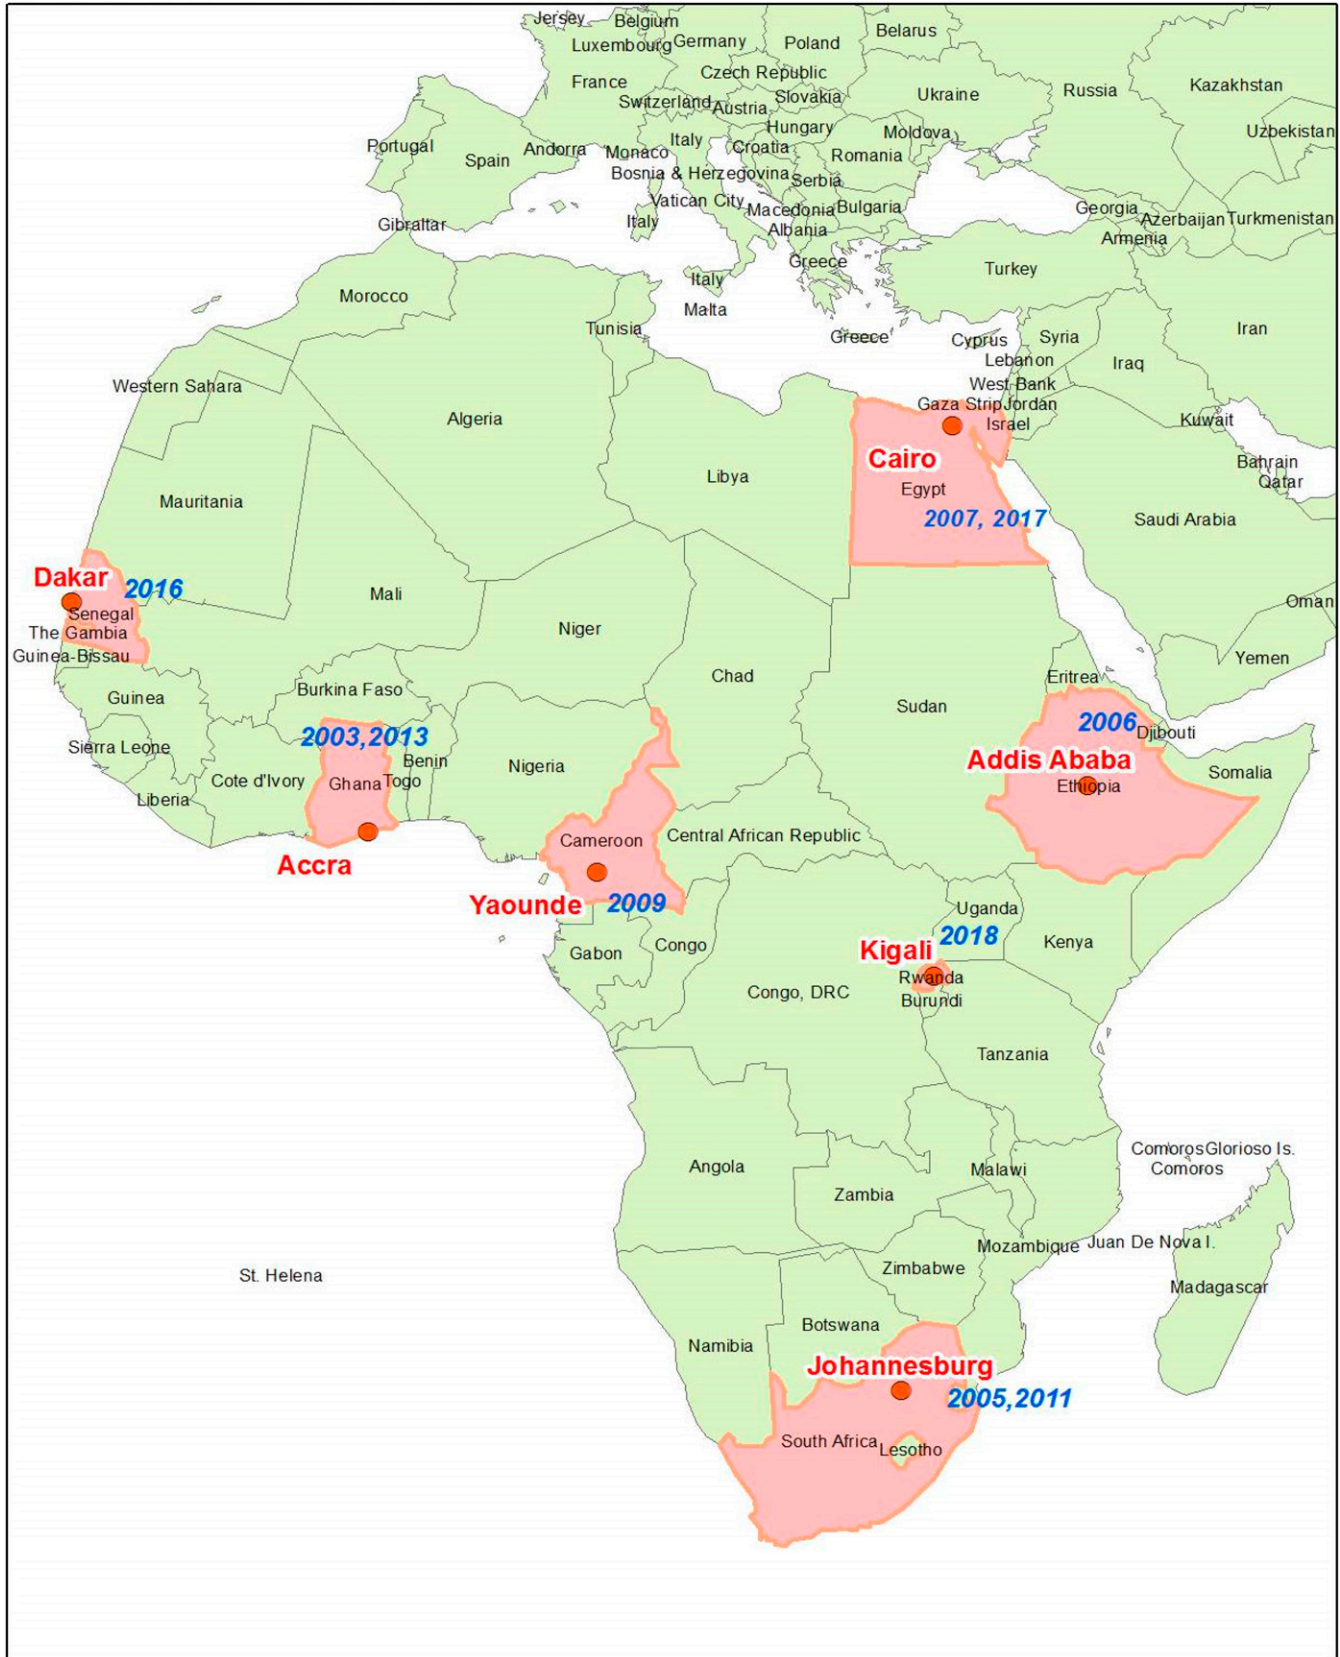 Jersey
Belgium
Luxembourg
Germany
Poland
Belarus
France
Czech Republic
Kazakhstan
Russia
Ukraine
Switzerland
Austria
Slovakia
Hungary
Moldova
Uzbekistan
Portugal
Spain
Andorra
Monaco
Italy
Croatia
Romania
Bosnia & Herzegovina
Serbia
Vatican City
Macedonia
Bulgaria
Georgia
Azerbaijan
Turkmenistan
Gibraltar
Italy
Albania
Armenia
Greece
Turkey
Italy
Morocco
Malta
Tunisia
Greece
Cyprus
Syria
Iran
Lebanon
Iraq
Western Sahara
West Bank
Gaza Strip
Jordan
Algeria
Israel
Kuwait
Cairo
Bahrain
Libya
Qatar
Egypt
Mauritania
2007, 2017
Saudi Arabia
Dakar
2016
Mali
Oman
Senegal
The Gambia
Niger
Guinea-Bissau
Yemen
Chad
Eritrea
Guinea
Burkina Faso
Sudan
2006
2003,2013
Djibouti
Sierra Leone
Benin
Addis Ababa
Nigeria
Cote d'Ivory
Ghana
Togo
Somalia
Ethiopia
Liberia
Cameroon
Central African Republic
Accra
Yaounde
2009
Uganda
2018
Gabon
Congo
Kigali
Kenya
Rwanda
Congo, DRC
Burundi
Tanzania
Comoros
Glorioso Is.
Angola
Malawi
Comoros
Zambia
Mozambique
Juan De Nova I.
St. Helena
Zimbabwe
Madagascar
Botswana
Namibia
Johannesburg
2005,2011
South Africa
Lesotho